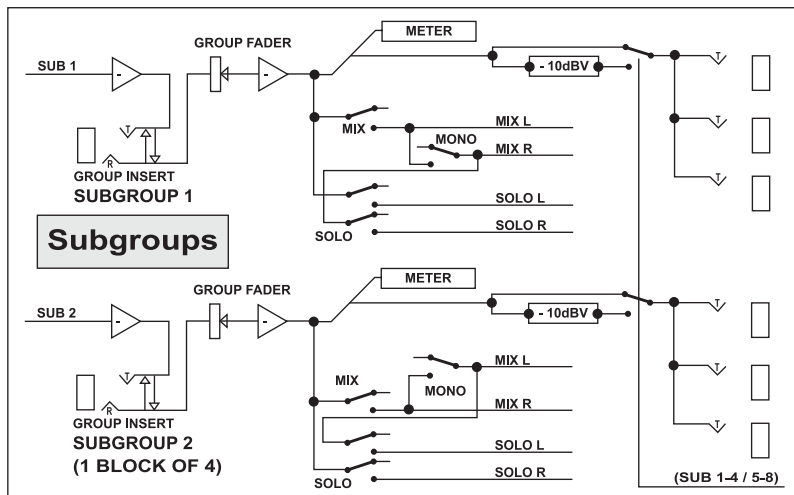 METER
GROUP FADER
SUB 1
-
-
- 10dBV
T
T
T
T
R
MIX
MONO
MIX L
MIX R
GROUP INSERT
SUBGROUP 1
SOLO L
SOLO R
SOLO
Subgroups
METER
GROUP FADER
SUB 2
-
-
- 10dBV
T
T
T
T
R
MIX
MONO
MIX L
MIX R
GROUP INSERT
SUBGROUP 2
(1 BLOCK OF 4)
SOLO L
SOLO R
SOLO
(SUB 1-4 / 5-8)